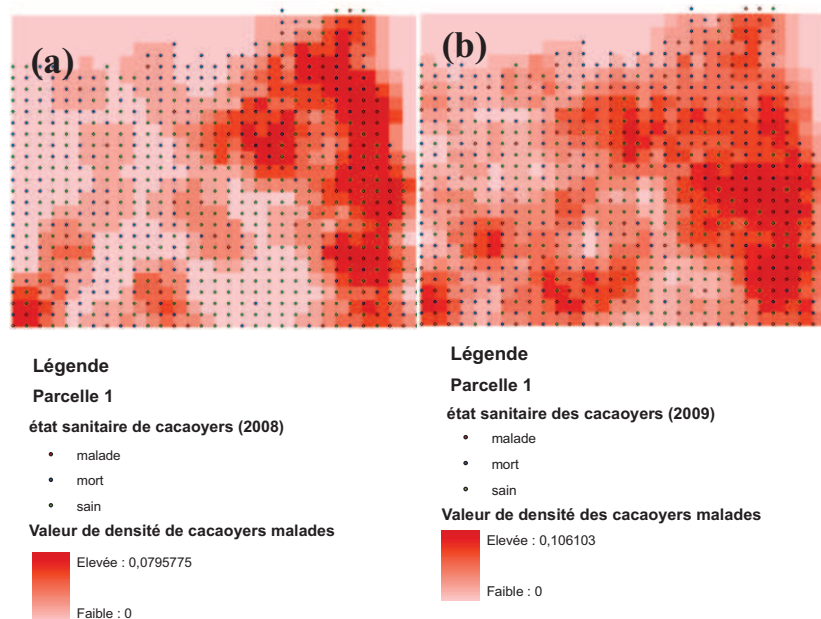 (a)
(b)
Légende
Parcelle 1
état sanitaire de cacaoyers (2008)
malade
mort
sain
Valeur de densité de cacaoyers malades
Elevée : 0,0795775
Faible : 0
Légende
Parcelle 1
état sanitaire des cacaoyers (2009)
malade
mort
sain
Valeur de densité des cacaoyers malades
Elevée : 0,106103
Faible : 0